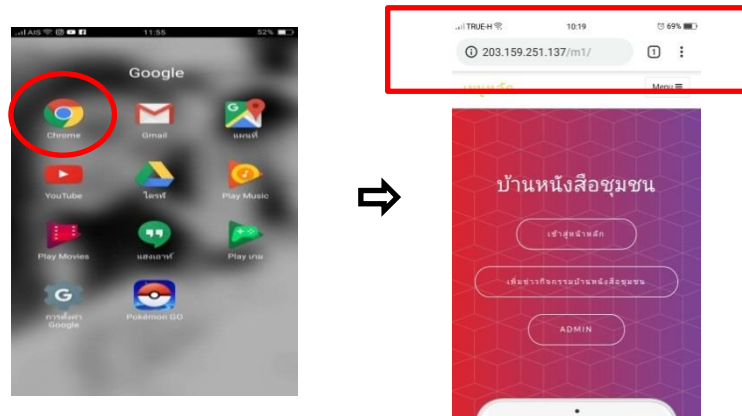 AIS
11:55
52%
Google
Chrome
Gmail
แผนที่
YouTube
ไดรฟ์
Play Music
Play Movies
แฮงเอาท์
Play เกม
การตั้งค่า
Google
Pokémon GO
TRUE-H
10:19
69%
203.159.251.137/m1/
1
Menu
บ้านหนังสือชุมชน
เข้าสู่หน้าหลัก
เพิ่มข่าวกิจกรรมบ้านหนังสือชุมชน
ADMIN